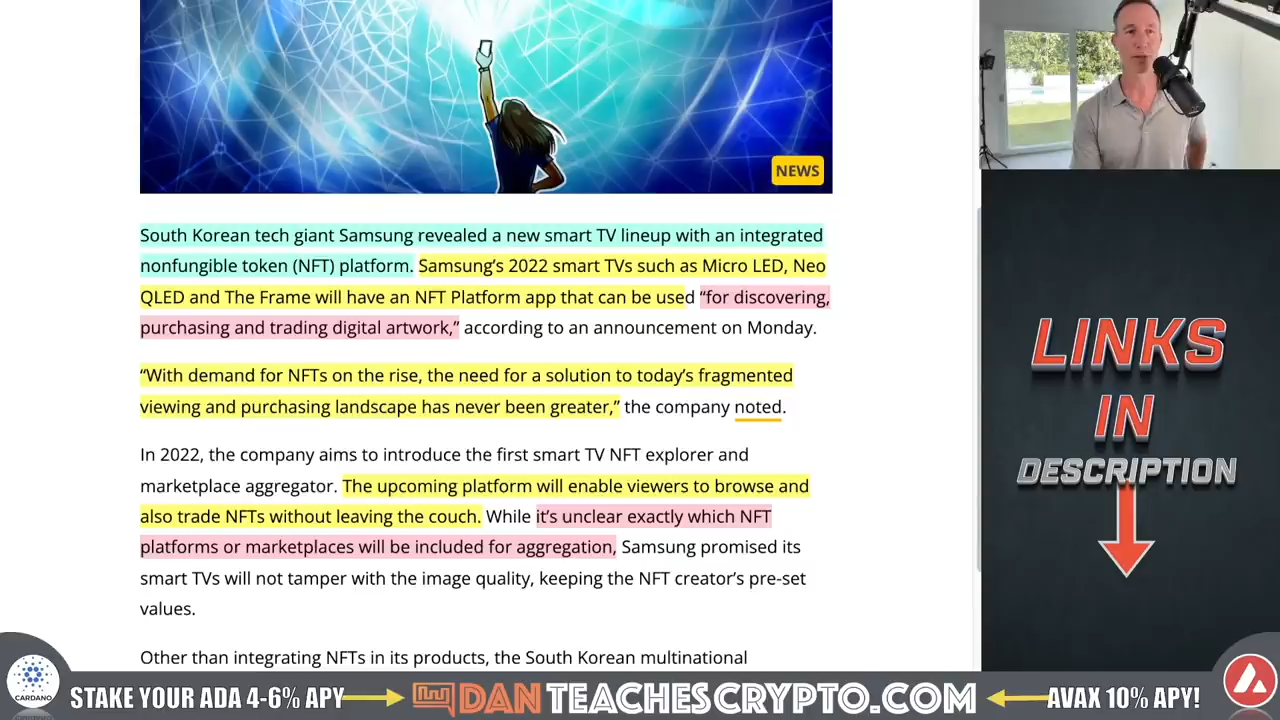 NEWS
South Korean tech giant Samsung revealed a new smart TV lineup with an integrated
nonfungible token (NFT) platform. Samsung’s 2022 smart TVs such as Micro LED, Neo
QLED and The Frame will have an NFT Platform app that can be used “for discovering,
purchasing and trading digital artwork,” according to an announcement on Monday.
“With demand for NFTs on the rise, the need for a solution to today’s fragmented
viewing and purchasing landscape has never been greater,” the company noted.
In 2022, the company aims to introduce the first smart TV NFT explorer and
marketplace aggregator. The upcoming platform will enable viewers to browse and
also trade NFTs without leaving the couch. While it’s unclear exactly which NFT
platforms or marketplaces will be included for aggregation, Samsung promised its
smart TVs will not tamper with the image quality, keeping the NFT creator’s pre-set
values.
Other than integrating NFTs in its products, the South Korean multinational
LINKS
IN
DESCRIPTION
CARDANO
STAKE YOUR ADA 4-6% APY
DANTEACHESCRYPTO.COM
AVAX 10% APY!